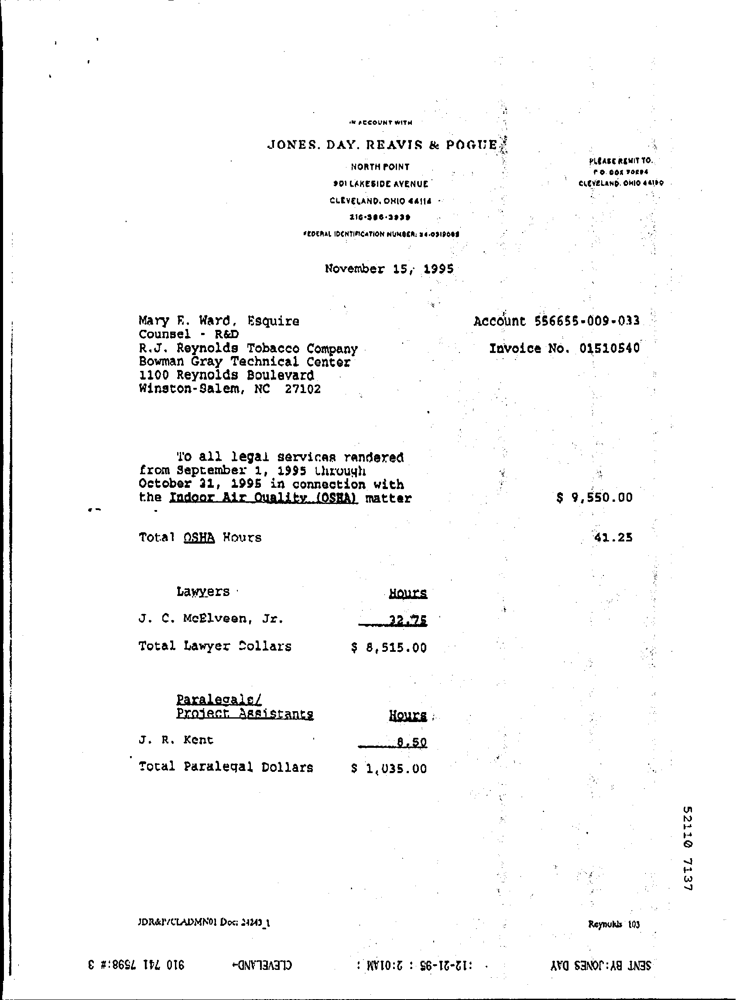 IN ACCOUNT WITH
JONES, DAY, REAVIS & POGUE
NORTH POINT
901 LAKESIDE AVENUE
CLEVELAND, OHIO 44114
216-586-3939
FEDERAL IDENTIFICATION NUMBER: 34-0319085
PLEASE REMIT TO:
P.O. BOX 70294
CLEVELAND, OHIO 44190
November 15, 1995
Mary E. Ward, Esquire
Counsel - R&D
R.J. Reynolds Tobacco Company
Bowman Gray Technical Center
1100 Reynolds Boulevard
Winston-Salem, NC 27102
Account 556655-009-033
Invoice No. 01510540
To all legal services rendered
from September 1, 1995 through
October 31, 1995 in connection with
the Indoor Air Quality (OSHA) matter $ 9,550.00
Total OSHA Hours 41.25
Lawyers Hours
J. C. McElveen, Jr. 32.75
Total Lawyer Dollars $ 8,515.00
Paralegals/
Project Assistants Hours
J. R. Kent 8.50
Total Paralegal Dollars $ 1,035.00
52110 7137
JDR&P/CLADMN01 Doc: 24243_1
Reynolds 103
SENT BY:JONES DAY :12-21-95 : 2:01AM : CLEVELAND→ 910 741 7598:# 3